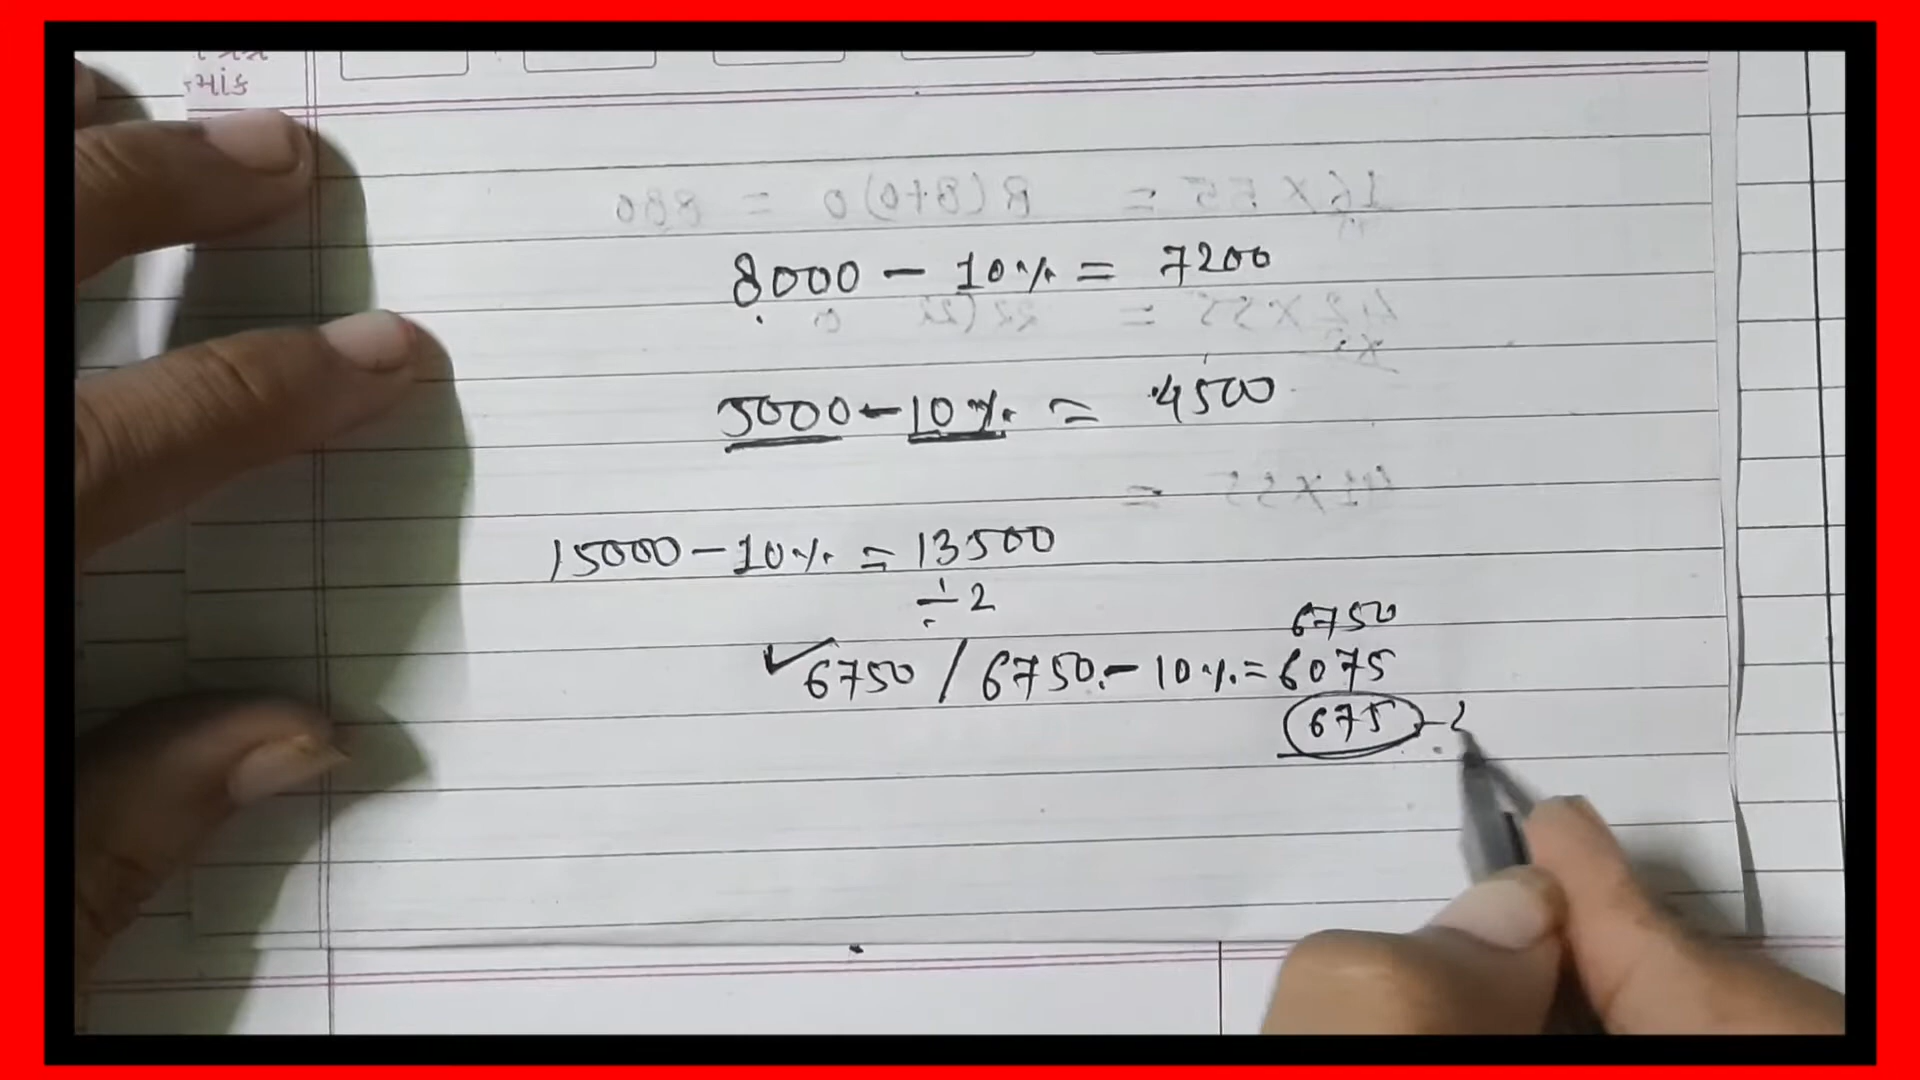 8000 - 10% = 7200
5000 - 10% = 4500
15000 - 10% = 13500
÷ 2
6750
✓6750 / 6750 - 10% = 6075
675 -